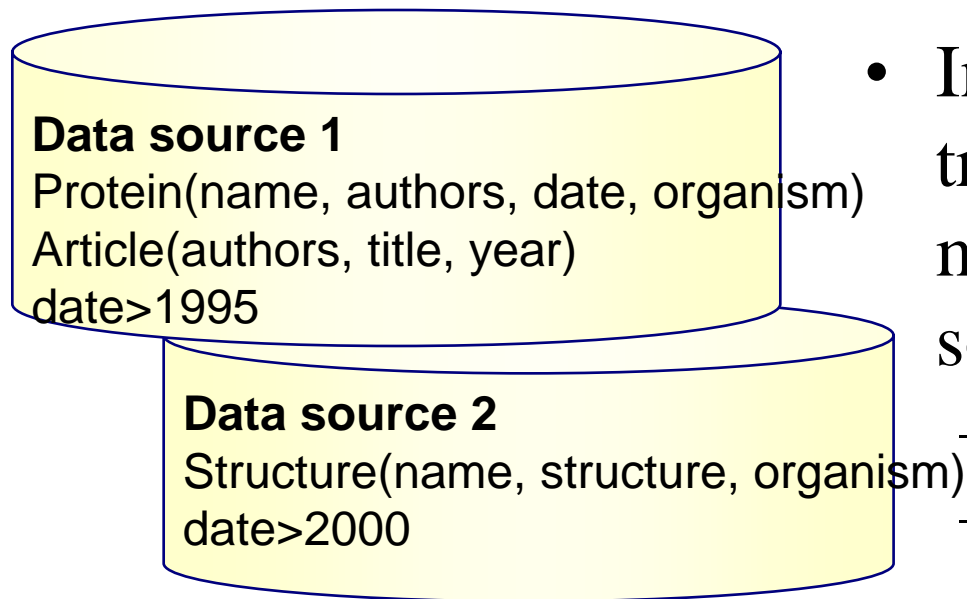 Data source 1
Protein(name, authors, date, organism)
Article(authors, title, year)
date>1995
Data source 2
Structure(name, structure, organism)
date>2000